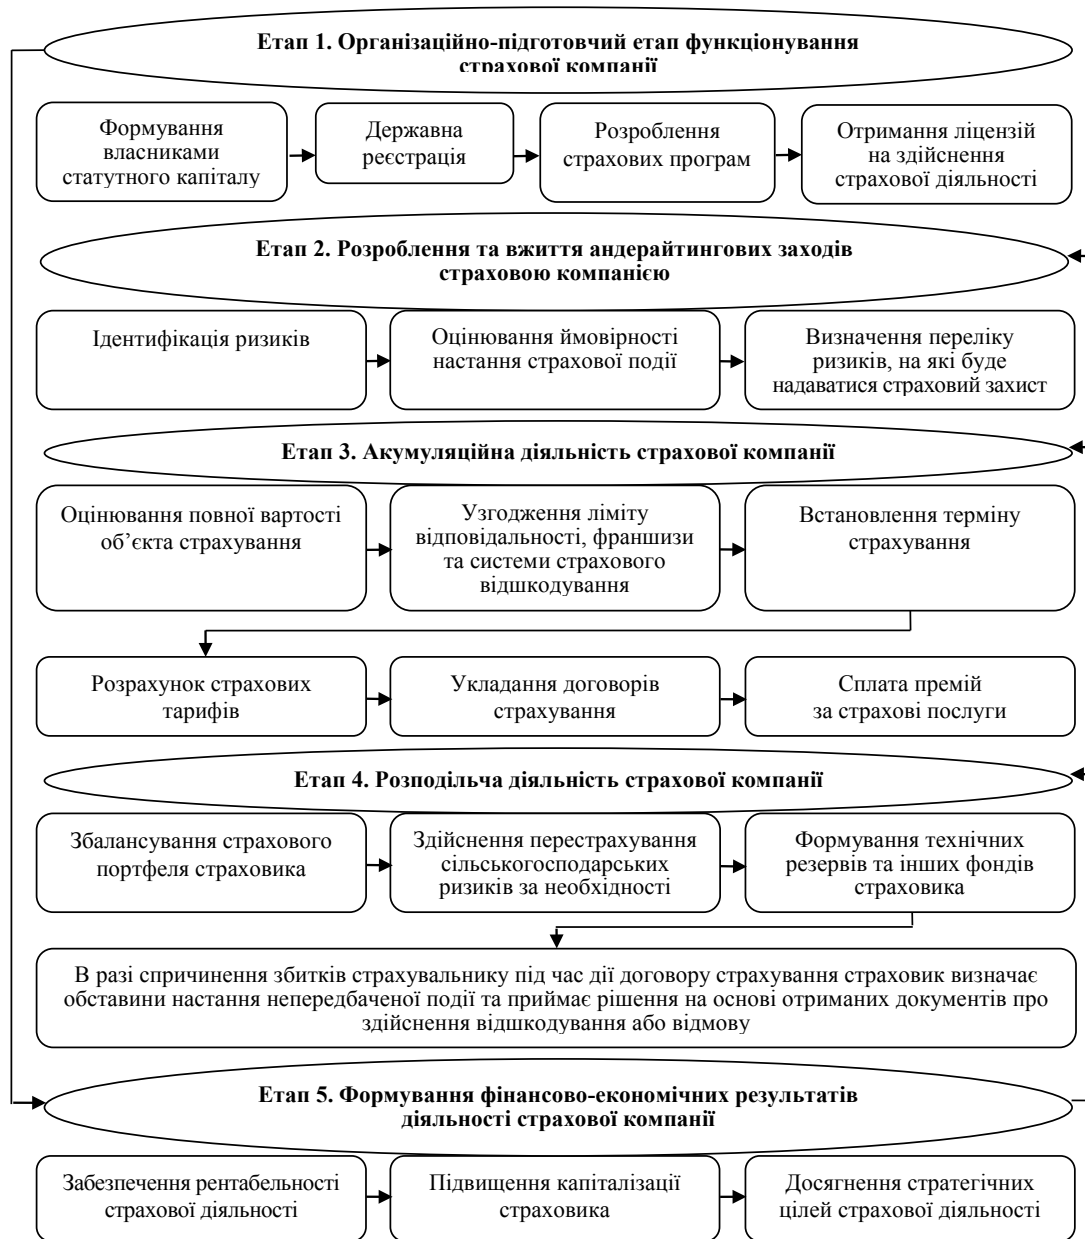 Етап 1. Організаційно-підготовчий етап функціонування
страхової компанії
Формування
власниками
статутного капіталу
Державна
реєстрація
Розроблення
страхових програм
Отримання ліцензій
на здійснення
страхової діяльності
Етап 2. Розроблення та вжиття андерайтингових заходів
страховою компанією
Ідентифікація ризиків
Оцінювання ймовірності
настання страхової події
Визначення переліку
ризиків, на які буде
надаватися страховий захист
Етап 3. Акумуляційна діяльність страхової компанії
Оцінювання повної вартості
об’єкта страхування
Узгодження ліміту
відповідальності, франшизи
та системи страхового
відшкодування
Встановлення терміну
страхування
Розрахунок страхових
тарифів
Укладання договорів
страхування
Сплата премій
за страхові послуги
Етап 4. Розподільча діяльність страхової компанії
Збалансування страхового
портфеля страховика
Здійснення перестрахування
сільськогосподарських
ризиків за необхідності
Формування технічних
резервів та інших фондів
страховика
В разі спричинення збитків страхувальнику під час дії договору страхування страховик визначає
обставини настання непередбаченої події та приймає рішення на основі отриманих документів про
здійснення відшкодування або відмову
Етап 5. Формування фінансово-економічних результатів
діяльності страхової компанії
Забезпечення рентабельності
страхової діяльності
Підвищення капіталізації
страховика
Досягнення стратегічних
цілей страхової діяльності